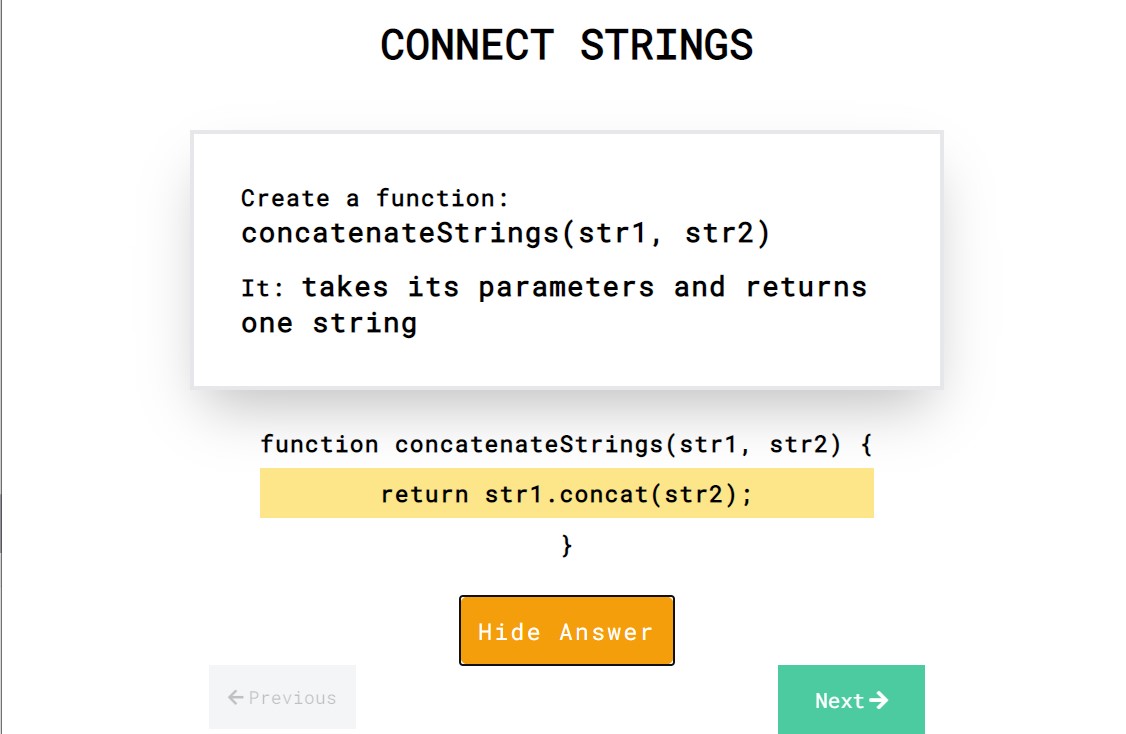 CONNECT STRINGS
Create a function:
concatenateStrings(str1, str2)
It: takes its parameters and returns
one string
function concatenateStrings(str1, str2) {
return str1.concat(str2);
}
Hide Answer
Previous
Next